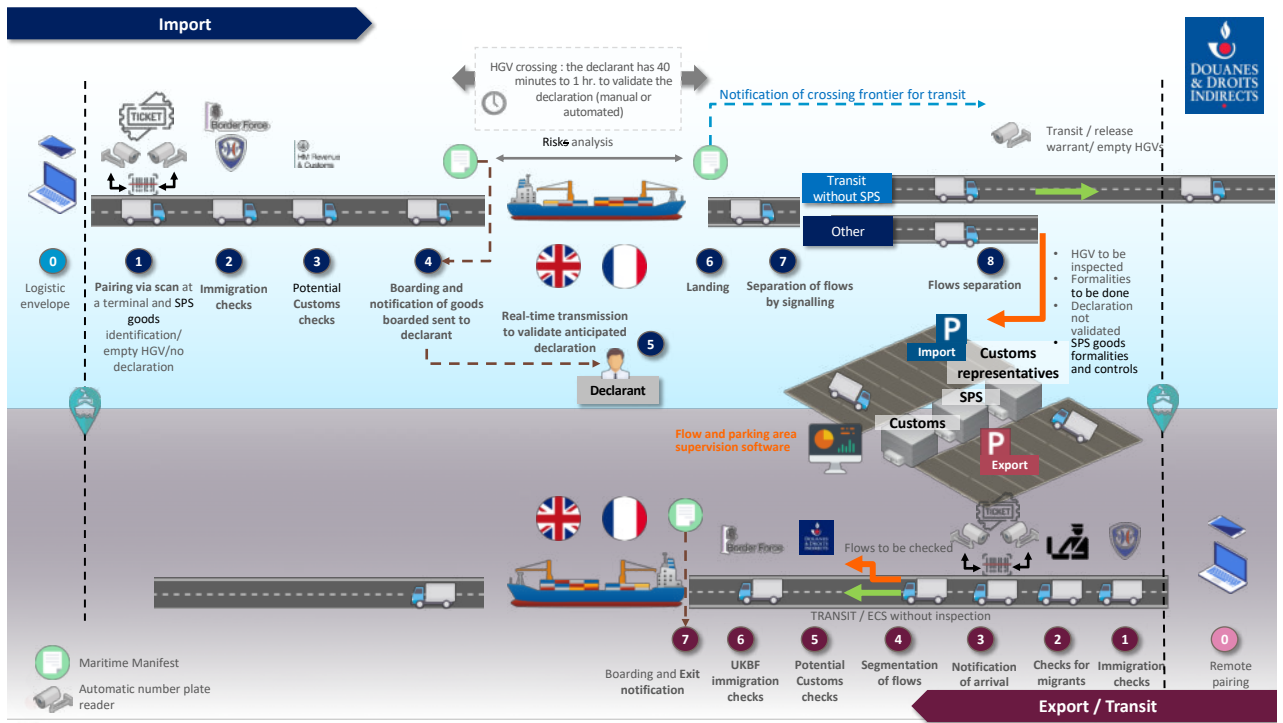 Import
DOUANES
& DROITS
INDIRECTS
HGV crossing : the declarant has 40
minutes to 1 hr. to validate the
declaration (manual or
automated)
Notification of crossing frontier for transit
Transit / release
warrant/ empty HGVs
TICKET
Border Force
HM Revenue
& Customs
Risks analysis
Transit
without SPS
Other
0
Logistic
envelope
1
Pairing via scan at
a terminal and SPS
goods
identification/
empty HGV/no
declaration
2
Immigration
checks
3
Potential
Customs
checks
4
Boarding and
notification of goods
boarded sent to
declarant
Real-time transmission
to validate anticipated
declaration
5
Declarant
6
Landing
7
Separation of flows
by signalling
8
Flows separation
• HGV to be
inspected
• Formalities
to be done
• Declaration
not
validated
• SPS goods
formalities
and controls
P
Import
Customs
representatives
SPS
Customs
P
Export
Flow and parking area
supervision software
TICKET
Border Force
DOUANES
& DROITS
INDIRECTS
Flows to be checked
TRANSIT / ECS without inspection
7
Boarding and Exit
notification
6
UKBF
immigration
checks
5
Potential
Customs
checks
4
Segmentation
of flows
3
Notification
of arrival
2
Checks for
migrants
1
Immigration
checks
0
Remote
pairing
Maritime Manifest
Automatic number plate
reader
Export / Transit